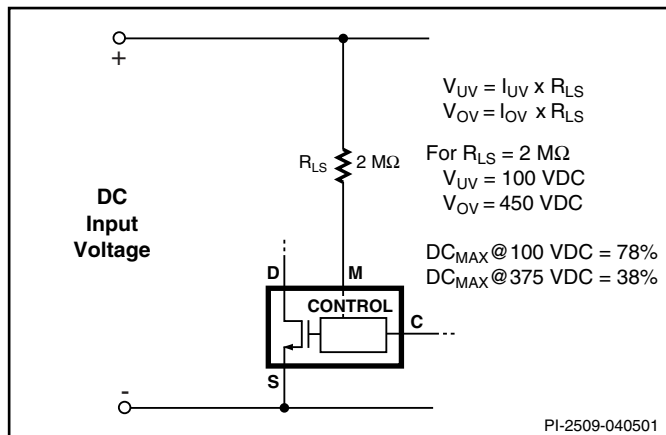 +
V_UV = I_UV x R_LS
V_OV = I_OV x R_LS
R_LS 2 MΩ
For R_LS = 2 MΩ
V_UV = 100 VDC
V_OV = 450 VDC
DC
Input
Voltage
DC_MAX@100 VDC = 78%
DC_MAX@375 VDC = 38%
D
M
CONTROL
C
S
-
PI-2509-040501